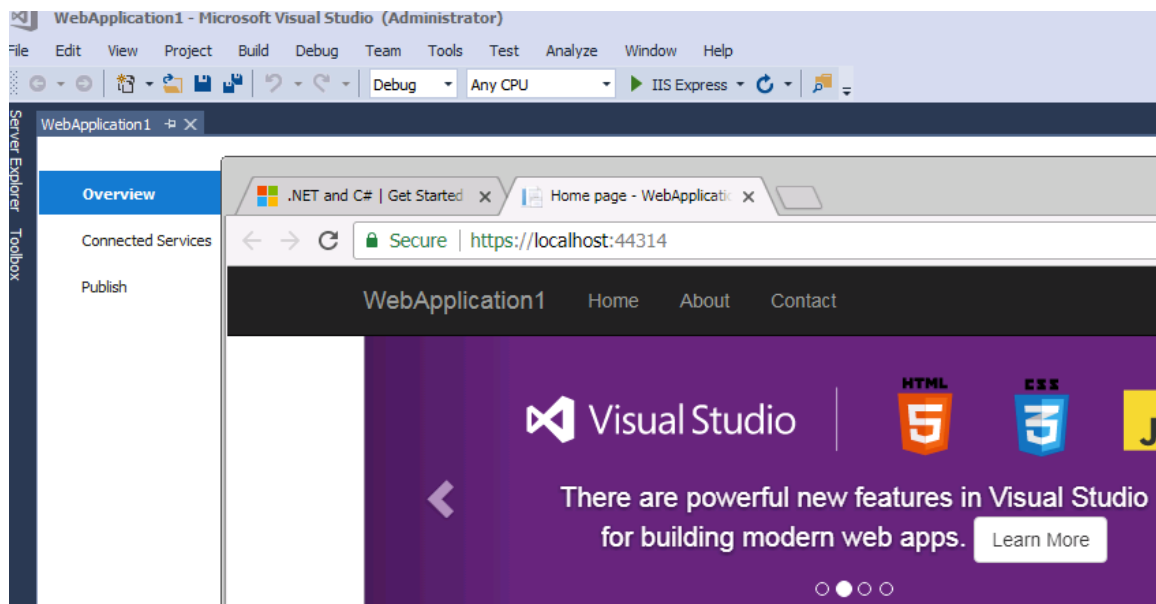 WebApplication1 - Microsoft Visual Studio (Administrator)
File Edit View Project Build Debug Team Tools Test Analyze Window Help
Debug Any CPU IIS Express
Server Explorer
Toolbox
WebApplication1
Overview
Connected Services
Publish
.NET and C# | Get Started
Home page - WebApplicatic
Secure https://localhost:44314
WebApplication1 Home About Contact
Visual Studio
HTML
5
CSS
3
J
There are powerful new features in Visual Studio
for building modern web apps. Learn More